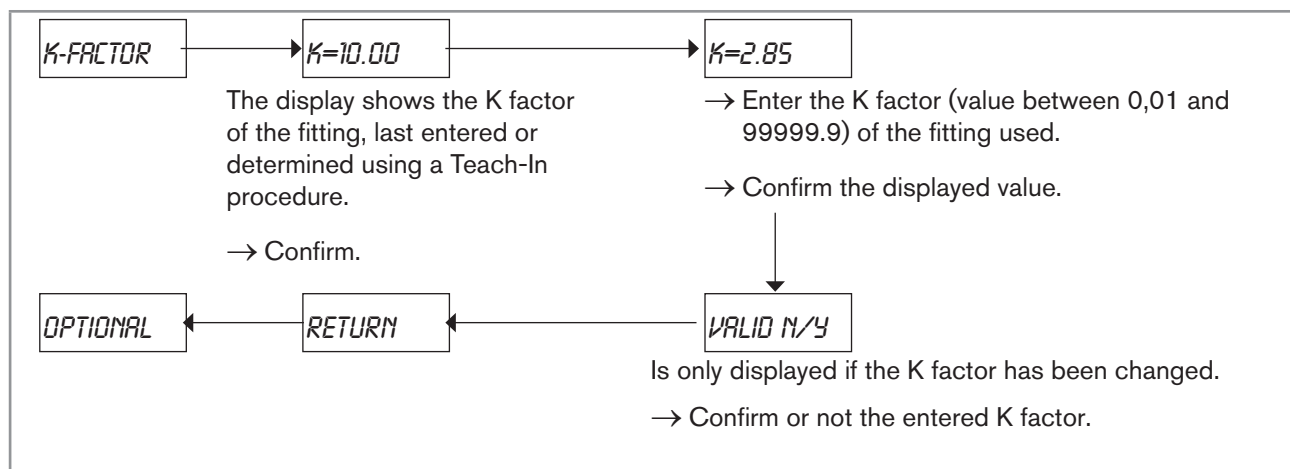 K-FACTOR
K=10.00
K=2.85
The display shows the K factor
of the fitting, last entered or
determined using a Teach-In
procedure.
→ Confirm.
→ Enter the K factor (value between 0,01 and
99999.9) of the fitting used.
→ Confirm the displayed value.
OPTIONAL
RETURN
VALID N/Y
Is only displayed if the K factor has been changed.
→ Confirm or not the entered K factor.